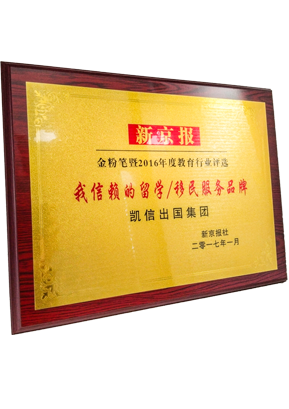 新京报
金粉笔暨2016年度教育行业评选
我信赖的留学/移民服务品牌
凯信出国集团
新京报社
二零一七年一月